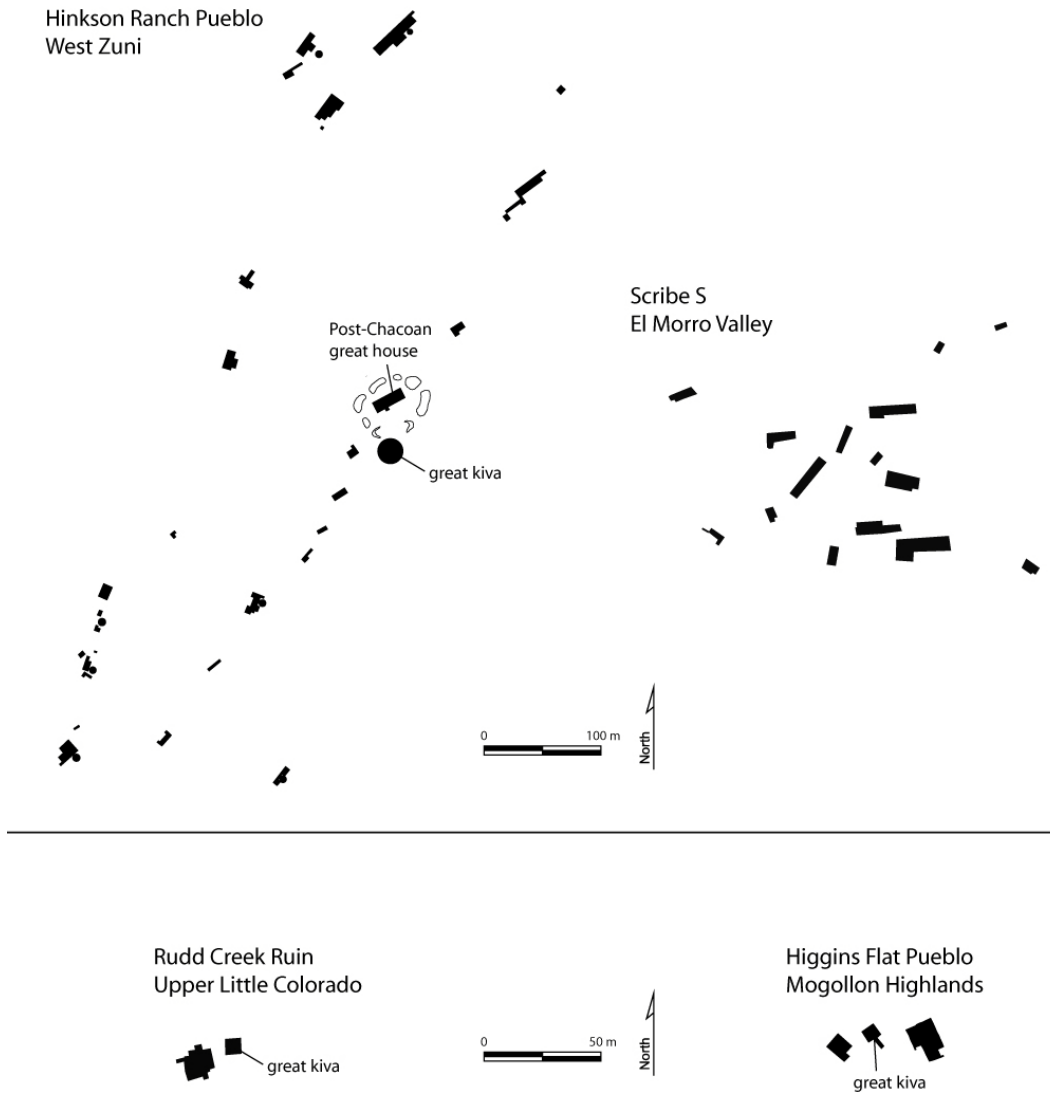 Hinkson Ranch Pueblo
West Zuni
Scribe S
El Morro Valley
Post-Chacoan
great house
great kiva
0
100 m
North
Rudd Creek Ruin
Upper Little Colorado
great kiva
0
50 m
North
Higgins Flat Pueblo
Mogollon Highlands
great kiva